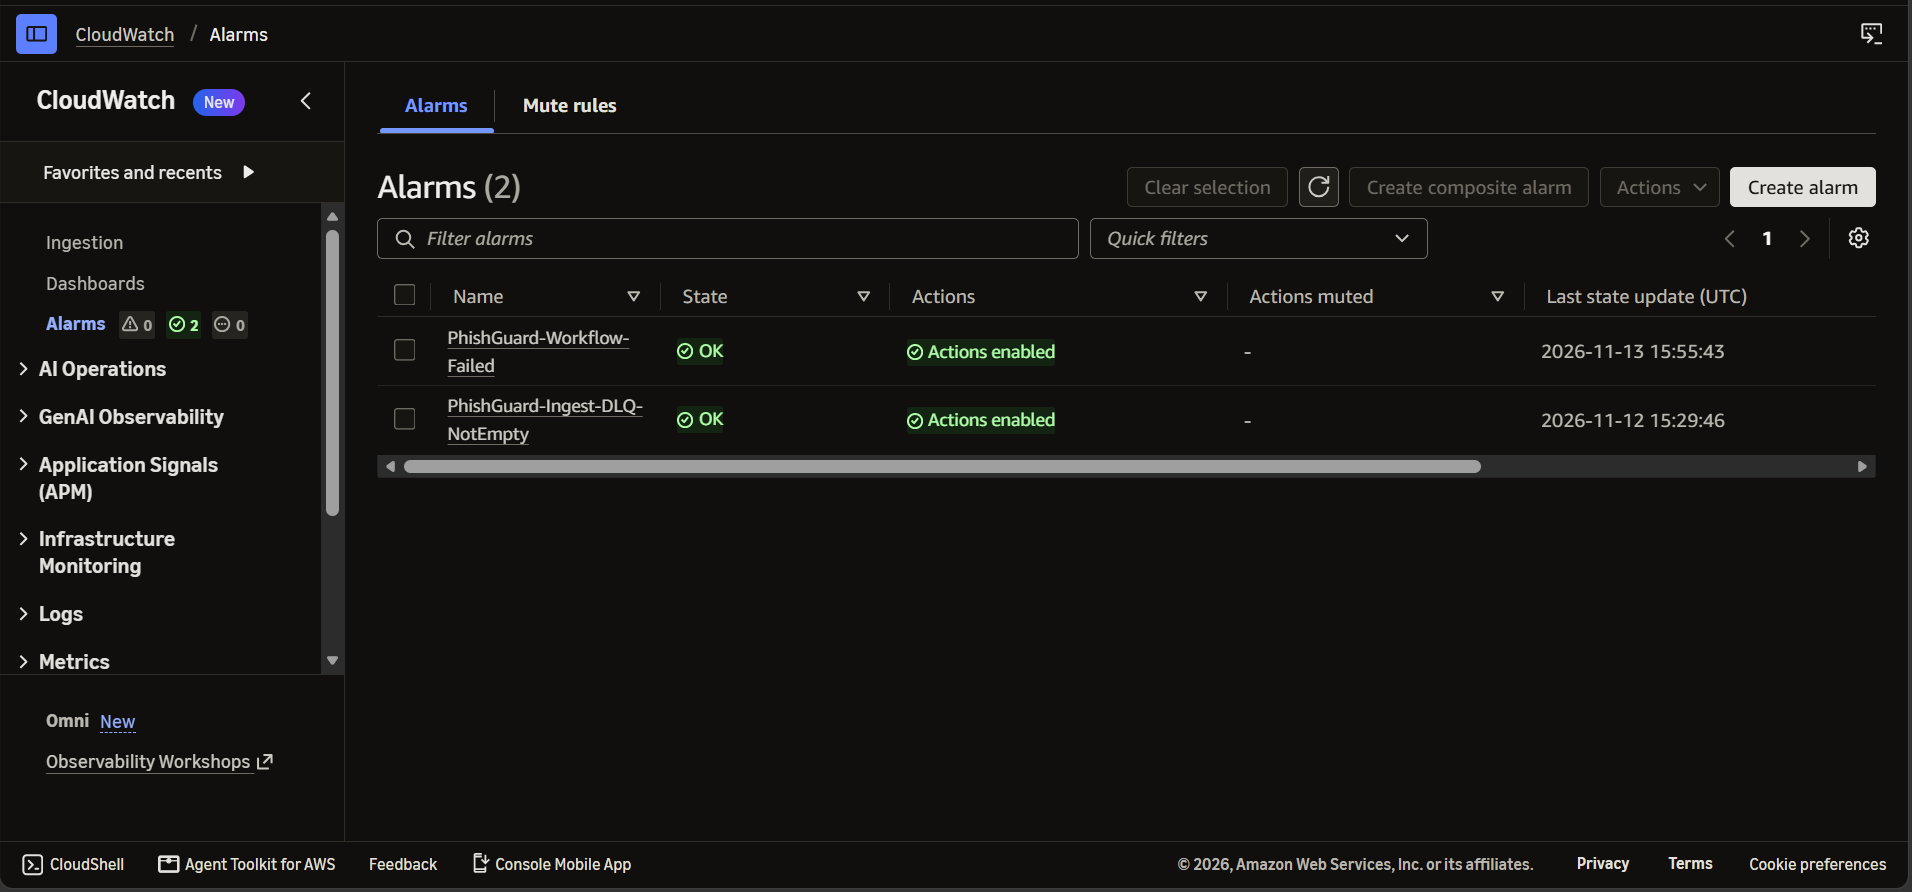 CloudWatch / Alarms
CloudWatch New
Favorites and recents
Ingestion
Dashboards
Alarms 0 2 0
AI Operations
GenAI Observability
Application Signals
(APM)
Infrastructure
Monitoring
Logs
Metrics
Omni New
Observability Workshops
Alarms Mute rules
Alarms (2)
Clear selection Create composite alarm Actions Create alarm
Filter alarms Quick filters 1
Name State Actions Actions muted Last state update (UTC)
PhishGuard-Workflow-
Failed
OK Actions enabled - 2026-11-13 15:55:43
PhishGuard-Ingest-DLQ-
NotEmpty
OK Actions enabled - 2026-11-12 15:29:46
CloudShell Agent Toolkit for AWS Feedback Console Mobile App © 2026, Amazon Web Services, Inc. or its affiliates. Privacy Terms Cookie preferences